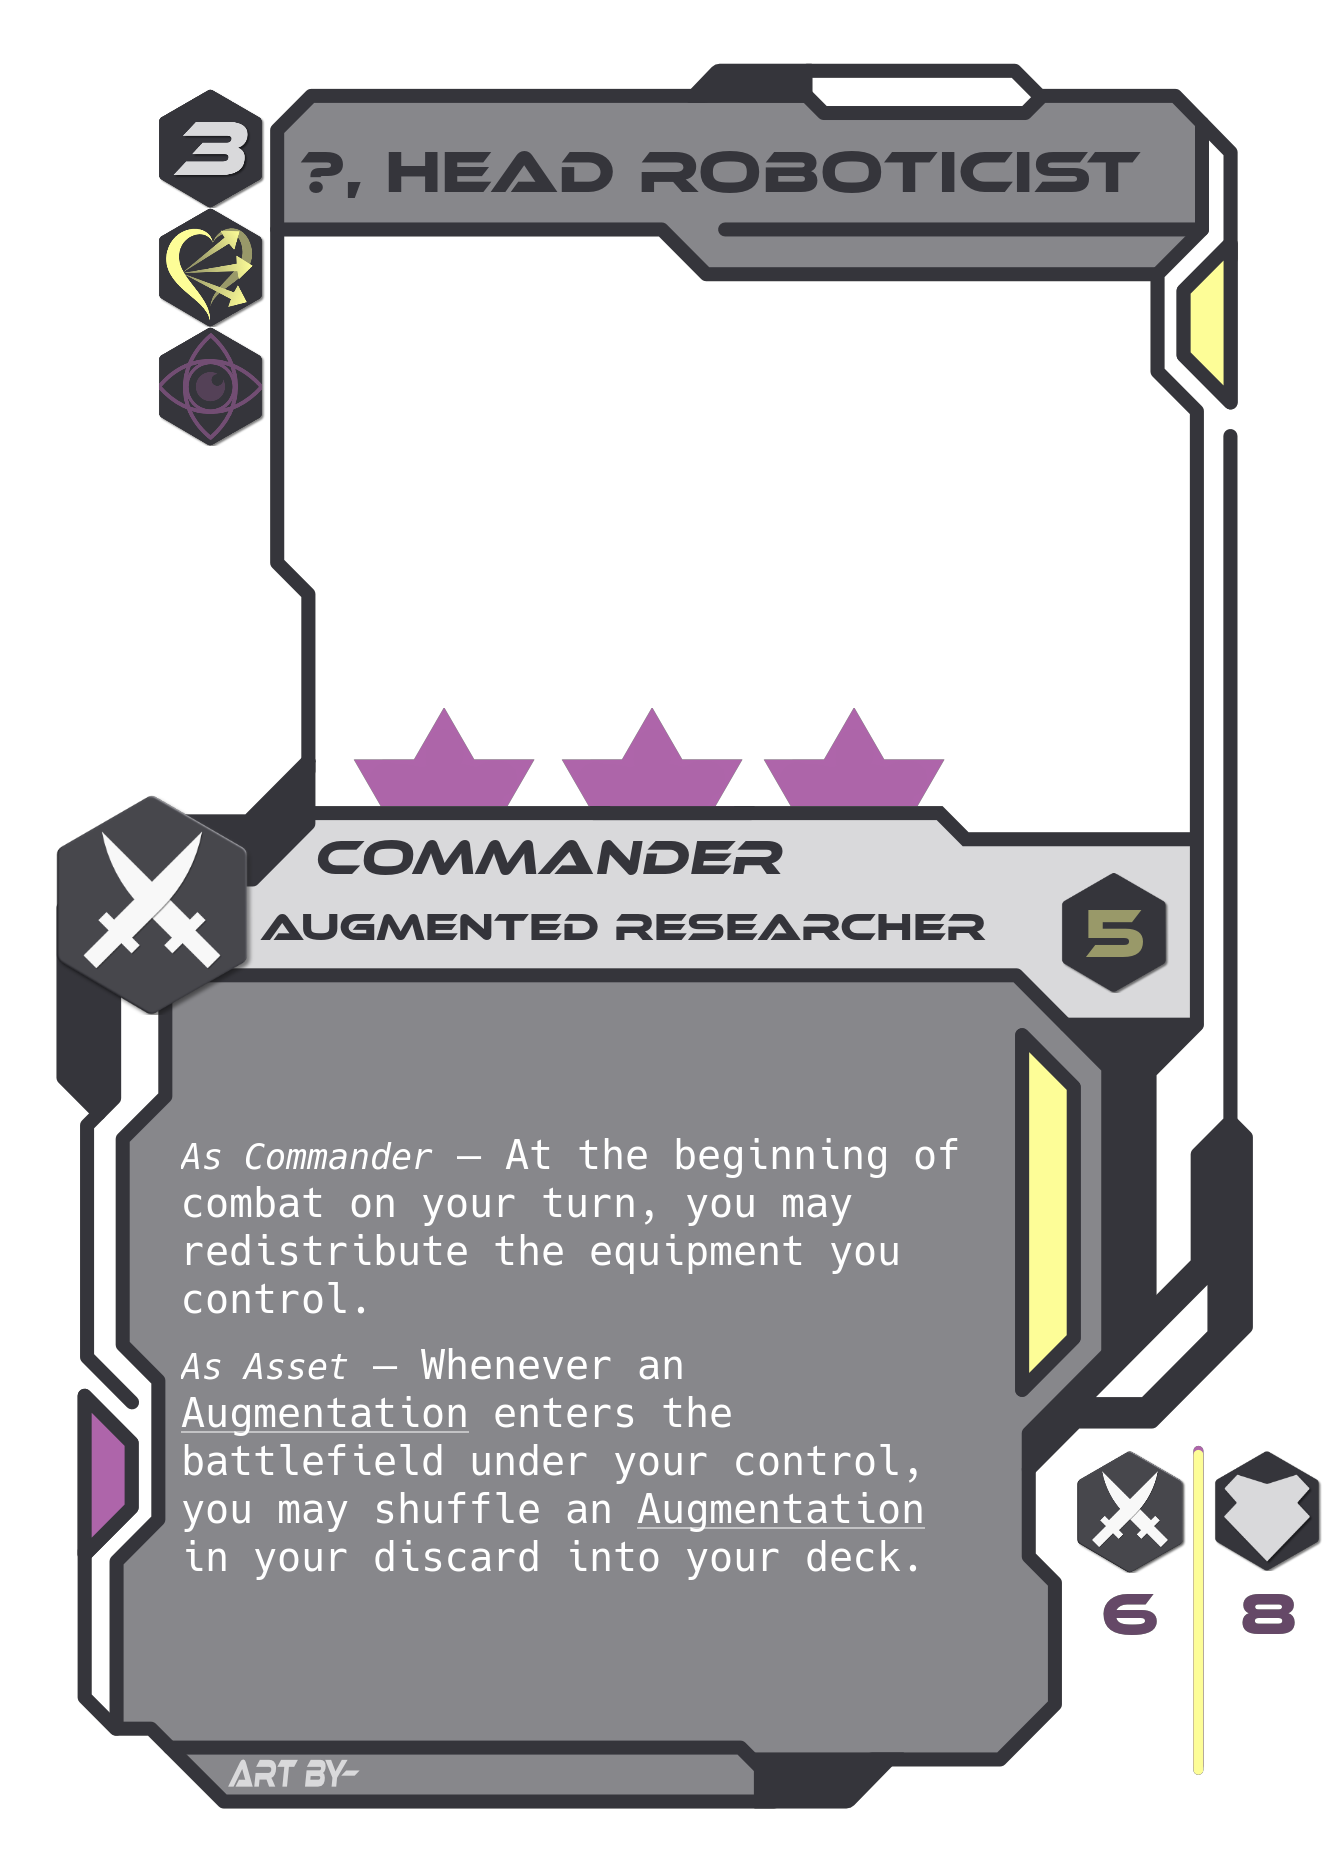 3
?, HEAD ROBOTICIST
COMMANDER
AUGMENTED RESEARCHER
5
As Commander — At the beginning of
combat on your turn, you may
redistribute the equipment you
control.
As Asset — Whenever an
Augmentation enters the
battlefield under your control,
you may shuffle an Augmentation
in your discard into your deck.
6
8
ART BY-